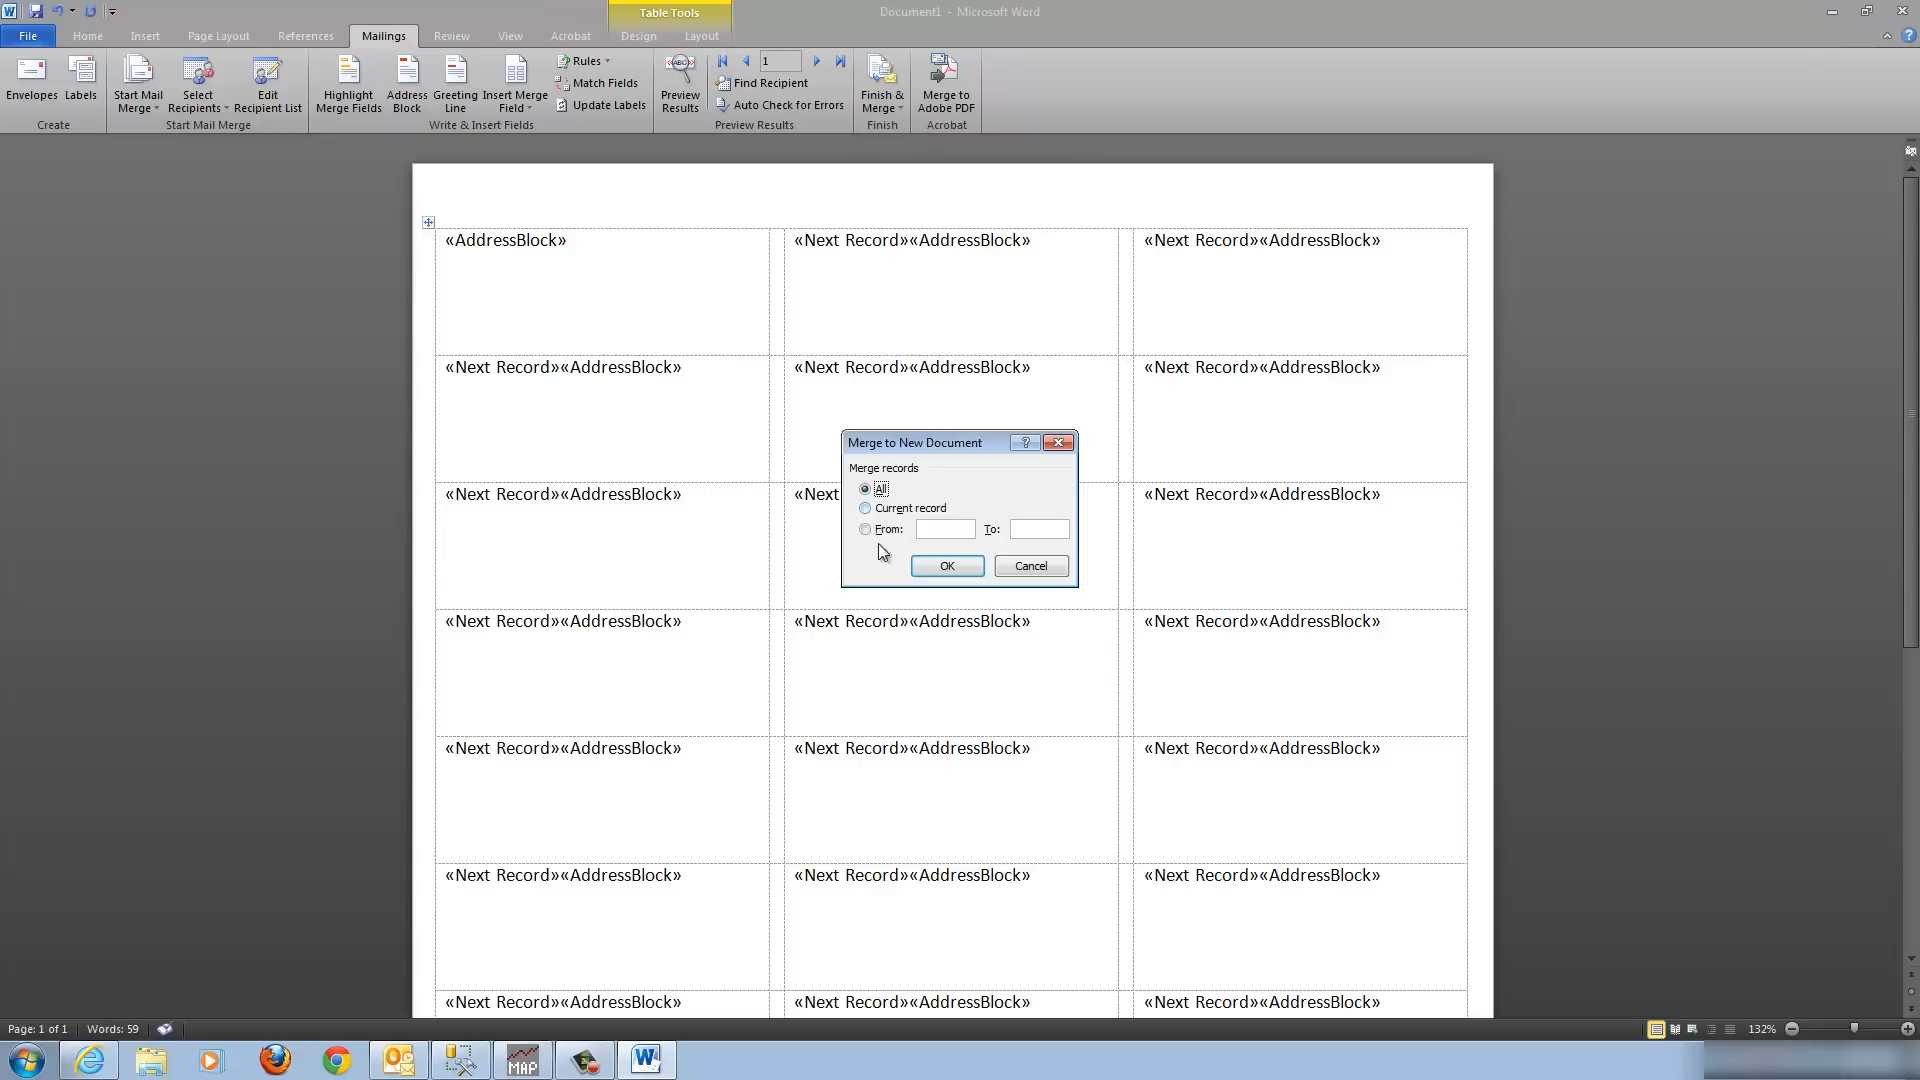 Table Tools
Document1 - Microsoft Word
File Home Insert Page Layout References Mailings Review View Acrobat Design Layout
Envelopes
Labels
Start Mail Merge
Select Recipients
Edit Recipient List
Highlight Merge Fields
Address Block
Greeting Line
Insert Merge Field
Rules
Match Fields
Update Labels
ABC
Preview Results
1
Find Recipient
Auto Check for Errors
Finish & Merge
Merge to Adobe PDF
Create
Start Mail Merge
Write & Insert Fields
Preview Results
Finish
Acrobat
«AddressBlock» «Next Record»«AddressBlock» «Next Record»«AddressBlock»
«Next Record»«AddressBlock» «Next Record»«AddressBlock» «Next Record»«AddressBlock»
Merge to New Document
Merge records
All
Current record
From: To:
OK Cancel
«Next Record»«AddressBlock» «Next «Next Record»«AddressBlock»
«Next Record»«AddressBlock» «Next Record»«AddressBlock» «Next Record»«AddressBlock»
«Next Record»«AddressBlock» «Next Record»«AddressBlock» «Next Record»«AddressBlock»
«Next Record»«AddressBlock» «Next Record»«AddressBlock» «Next Record»«AddressBlock»
«Next Record»«AddressBlock» «Next Record»«AddressBlock» «Next Record»«AddressBlock»
Page: 1 of 1 Words: 59 132%
MAP